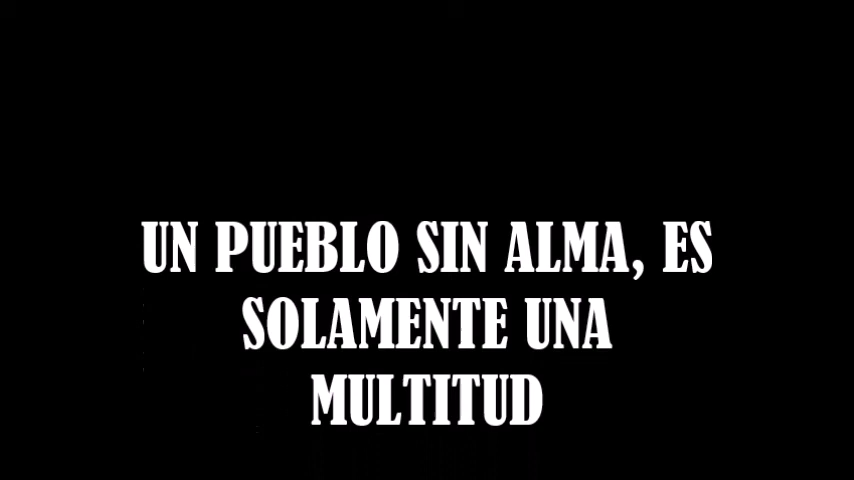 UN PUEBLO SIN ALMA, ES
SOLAMENTE UNA
MULTITUD